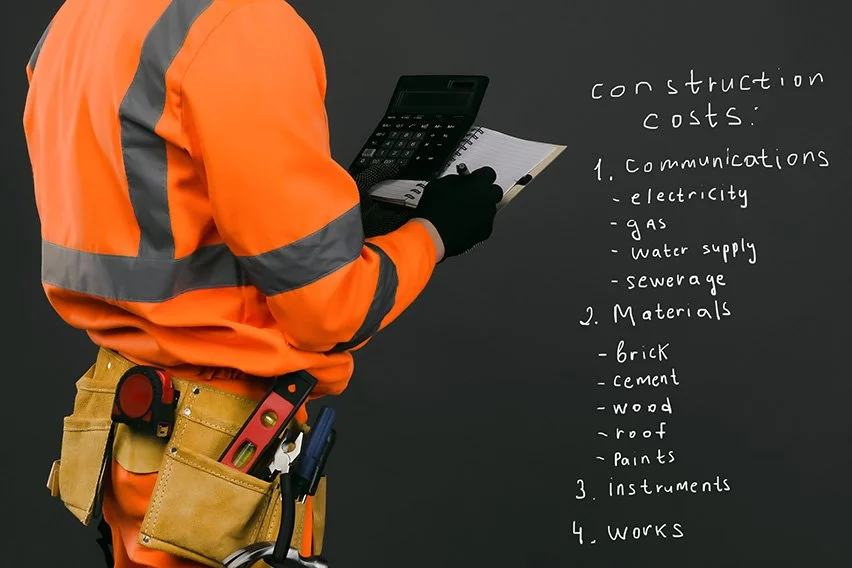 construction
costs:
1. Communications
- electricity
- gas
- water supply
- sewerage
2. Materials
- brick
- cement
- wood
- roof
- paints
3. instruments
4. works